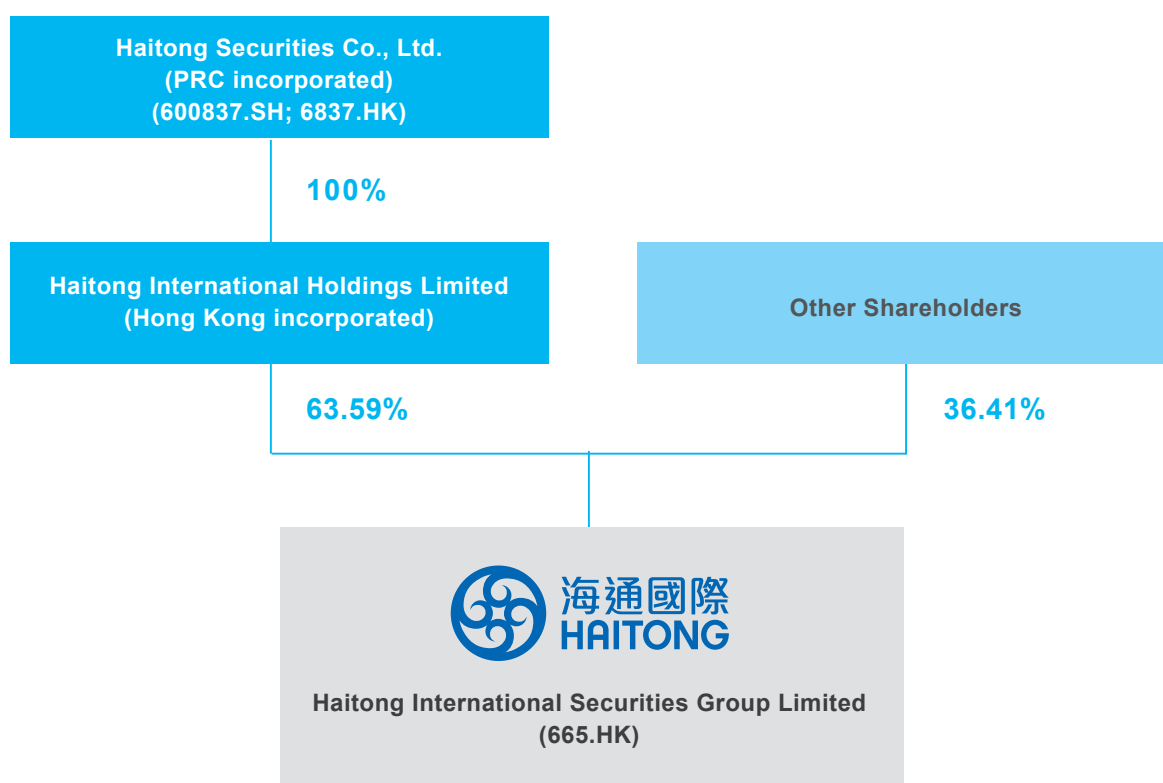 Haitong Securities Co., Ltd.
(PRC incorporated)
(600837.SH; 6837.HK)
100%
Haitong International Holdings Limited
(Hong Kong incorporated)
Other Shareholders
63.59%
36.41%
海通國際
HAITONG
Haitong International Securities Group Limited
(665.HK)